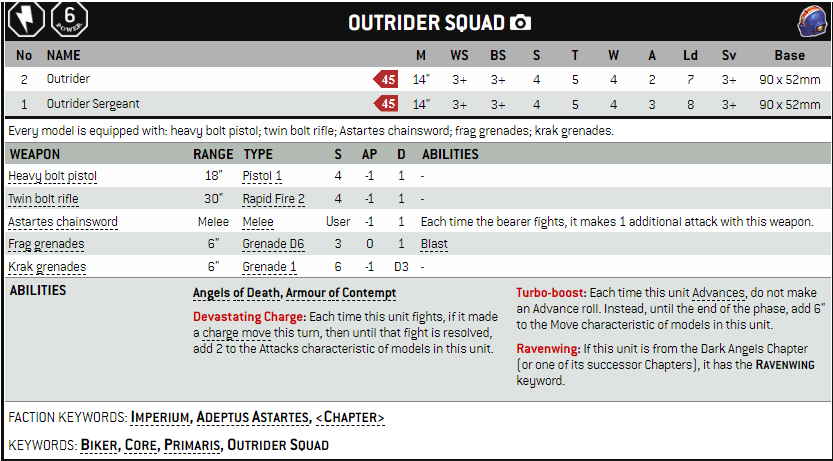 6
POWER
OUTRIDER SQUAD
No NAME M WS BS S T W A Ld Sv Base
2 Outrider 45 14" 3+ 3+ 4 5 4 2 7 3+ 90 x 52mm
1 Outrider Sergeant 45 14" 3+ 3+ 4 5 4 3 8 3+ 90 x 52mm
Every model is equipped with: heavy bolt pistol; twin bolt rifle; Astartes chainsword; frag grenades; krak grenades.
WEAPON RANGE TYPE S AP D ABILITIES
Heavy bolt pistol 18" Pistol 1 4 -1 1 -
Twin bolt rifle 30" Rapid Fire 2 4 -1 1 -
Astartes chainsword Melee Melee User -1 1 Each time the bearer fights, it makes 1 additional attack with this weapon.
Frag grenades 6" Grenade D6 3 0 1 Blast
Krak grenades 6" Grenade 1 6 -1 D3 -
ABILITIES
Angels of Death, Armour of Contempt
Devastating Charge: Each time this unit fights, if it made
a charge move this turn, then until that fight is resolved,
add 2 to the Attacks characteristic of models in this unit.
Turbo-boost: Each time this unit Advances, do not make
an Advance roll. Instead, until the end of the phase, add 6"
to the Move characteristic of models in this unit.
Ravenwing: If this unit is from the Dark Angels Chapter
(or one of its successor Chapters), it has the RAVENWING
keyword.
FACTION KEYWORDS: IMPERIUM, ADEPTUS ASTARTES, <CHAPTER>
KEYWORDS: BIKER, CORE, PRIMARIS, OUTRIDER SQUAD